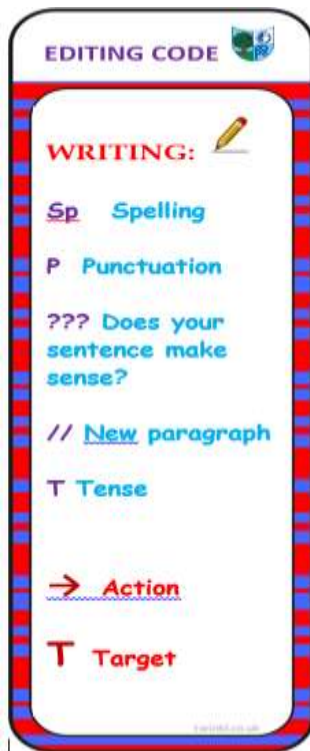 EDITING CODE
WRITING:
Sp Spelling
P Punctuation
??? Does your
sentence make
sense?
// New paragraph
T Tense
→ Action
T Target